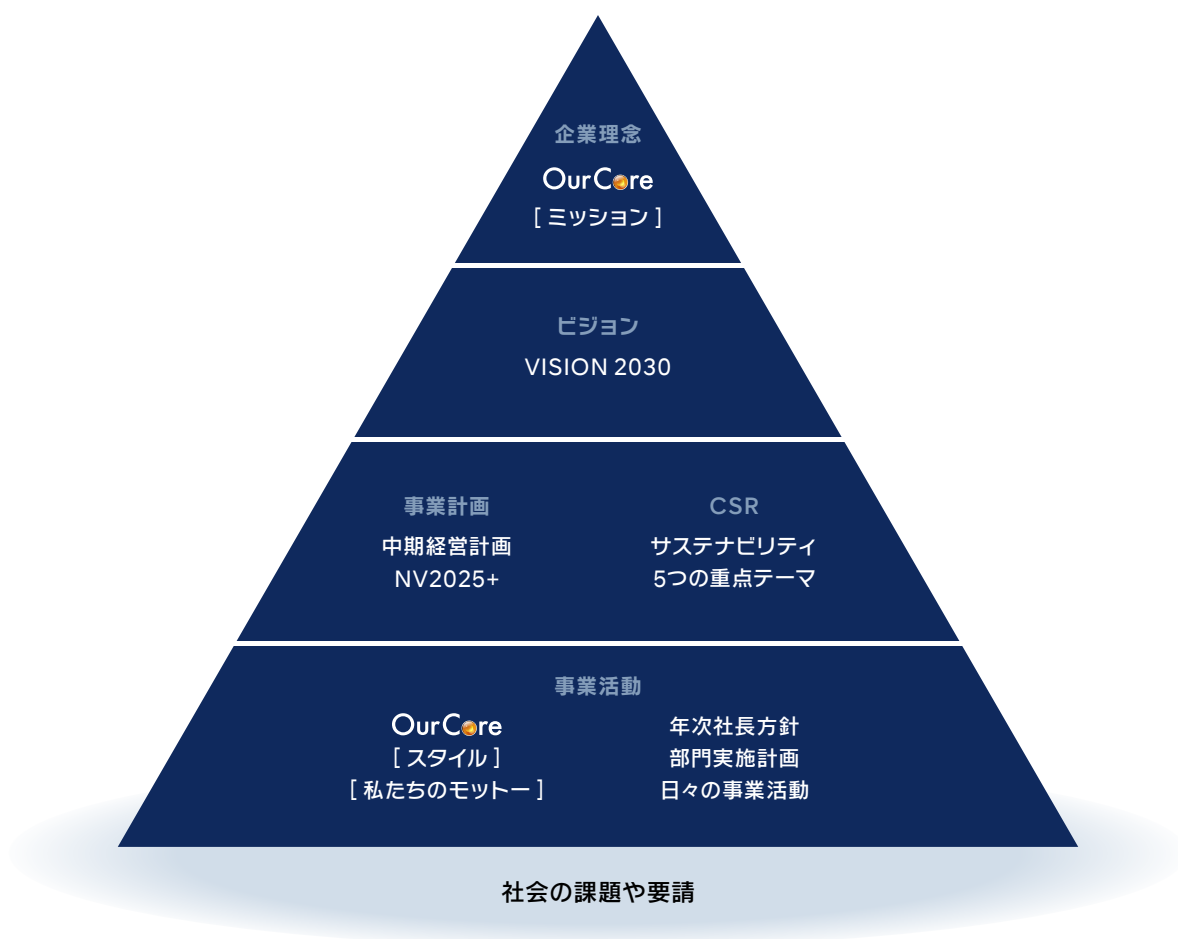 企業理念
OurCore
[ ミッション ]
ビジョン
VISION 2030
事業計画
中期経営計画
NV2025+
CSR
サステナビリティ
5つの重点テーマ
事業活動
OurCore
[ スタイル ]
[ 私たちのモットー ]
年次社長方針
部門実施計画
日々の事業活動
社会の課題や要請